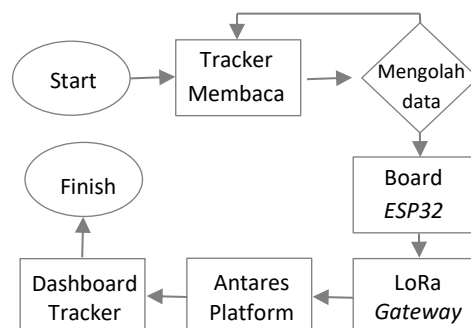 Start
Tracker
Membaca
Mengolah
data
Board
ESP32
LoRa
Gateway
Antares
Platform
Dashboard
Tracker
Finish